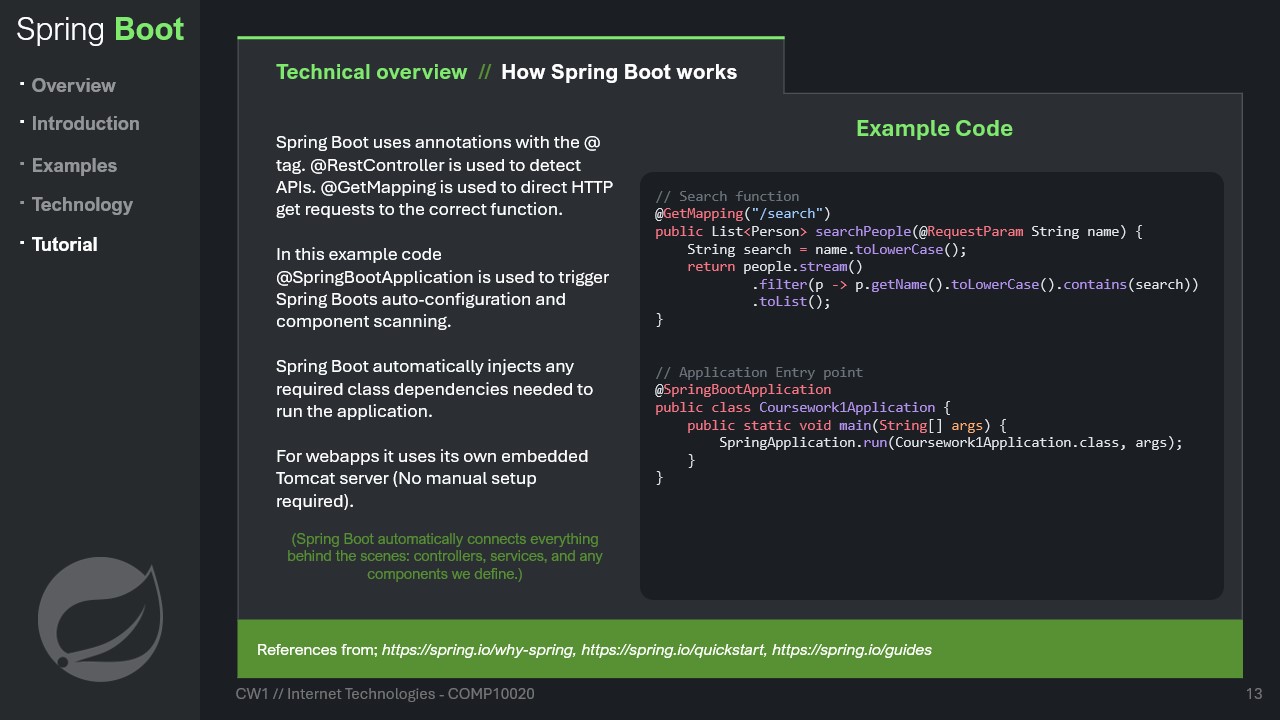 Spring Boot
· Overview
· Introduction
· Examples
· Technology
· Tutorial
Technical overview // How Spring Boot works
Spring Boot uses annotations with the @
tag. @RestController is used to detect
APIs. @GetMapping is used to direct HTTP
get requests to the correct function.
In this example code
@SpringBootApplication is used to trigger
Spring Boots auto-configuration and
component scanning.
Spring Boot automatically injects any
required class dependencies needed to
run the application.
For webapps it uses its own embedded
Tomcat server (No manual setup
required).
(Spring Boot automatically connects everything
behind the scenes: controllers, services, and any
components we define.)
Example Code
// Search function
@GetMapping("/search")
public List<Person> searchPeople(@RequestParam String name) {
    String search = name.toLowerCase();
    return people.stream()
            .filter(p -> p.getName().toLowerCase().contains(search))
            .toList();
}
// Application Entry point
@SpringBootApplication
public class Coursework1Application {
    public static void main(String[] args) {
        SpringApplication.run(Coursework1Application.class, args);
    }
}
References from; https://spring.io/why-spring, https://spring.io/quickstart, https://spring.io/guides
CW1 // Internet Technologies - COMP10020
13